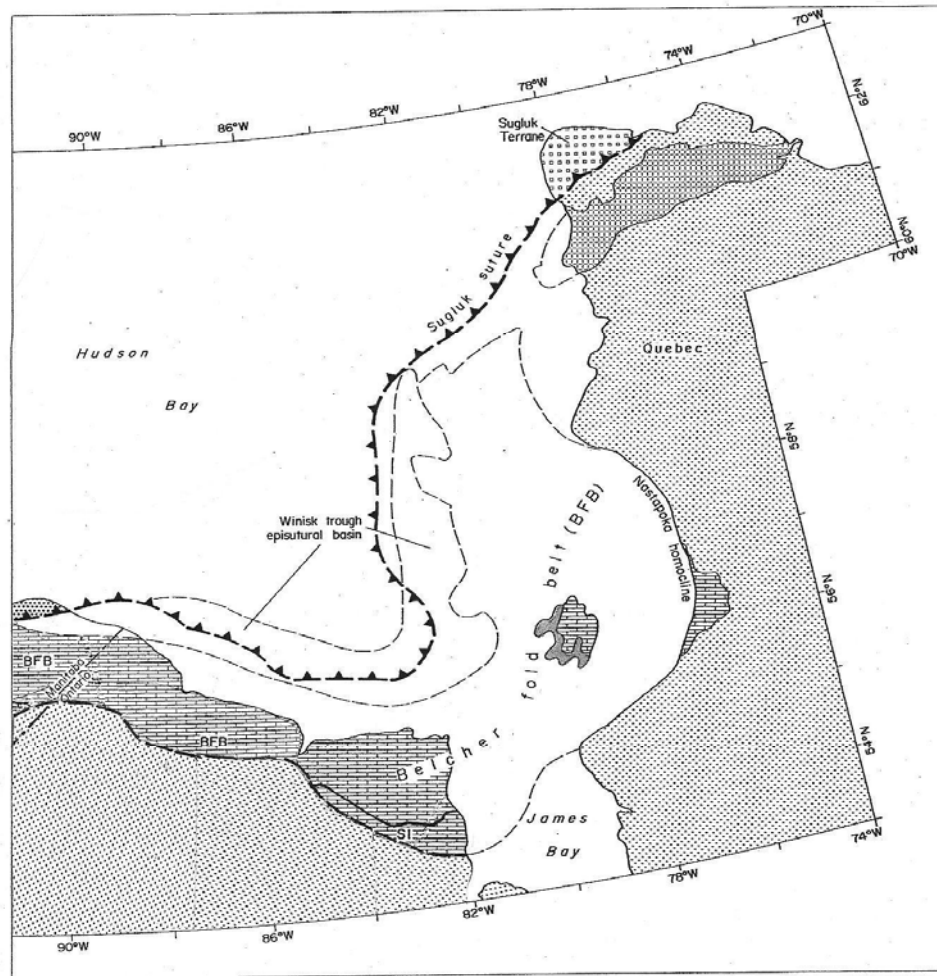 70°W
74°W
78°W
82°W
86°W
90°W
62°N
Sugluk
Terrane
60°N
70°W
Sugluk suture
Hudson
Bay
Quebec
58°N
Nastapoka homocline
Winisk trough
episutural basin
Belcher fold belt (BFB)
56°N
BFB
Manitoba
Ontario
BFB
54°N
SI
James
Bay
74°W
78°W
82°W
86°W
90°W